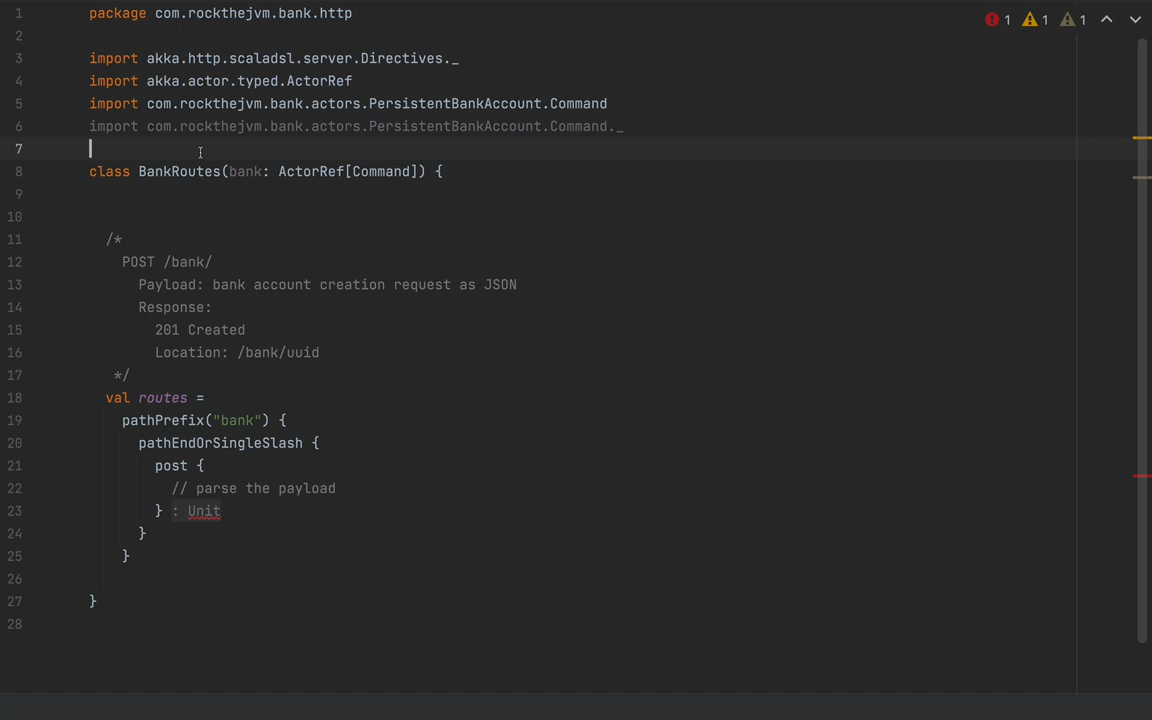 1 package com.rockthejvm.bank.http
2
3 import akka.http.scaladsl.server.Directives._
4 import akka.actor.typed.ActorRef
5 import com.rockthejvm.bank.actors.PersistentBankAccount.Command
6 import com.rockthejvm.bank.actors.PersistentBankAccount.Command._
7
8 class BankRoutes(bank: ActorRef[Command]) {
9
10
11 /*
12 POST /bank/
13 Payload: bank account creation request as JSON
14 Response:
15 201 Created
16 Location: /bank/uuid
17 */
18 val routes =
19 pathPrefix("bank") {
20 pathEndOrSingleSlash {
21 post {
22 // parse the payload
23 } : Unit
24 }
25 }
26
27 }
28
1 1 1